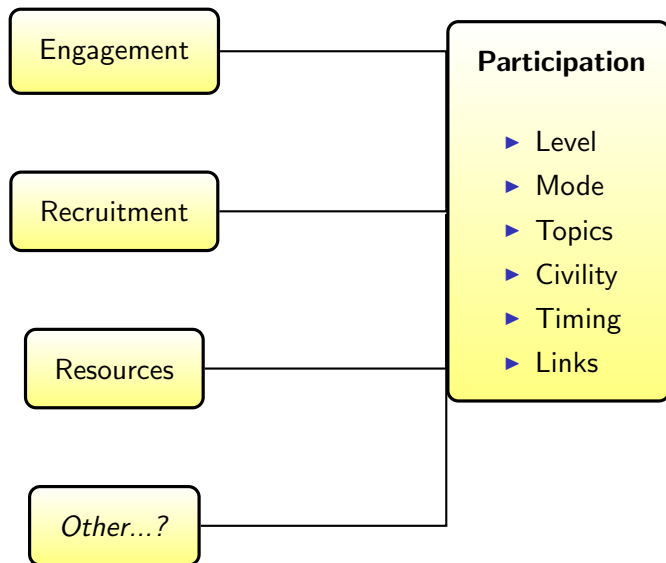 Engagement
Recruitment
Resources
Other...?
Participation
Level
Mode
Topics
Civility
Timing
Links